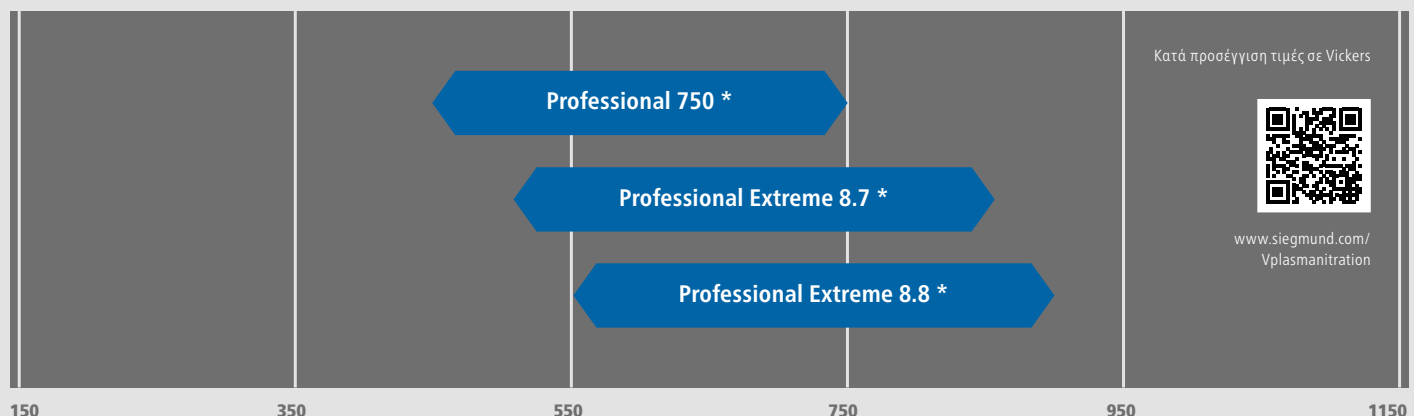 Κατά προσέγγιση τιμές σε Vickers
Professional 750 *
Professional Extreme 8.7 *
www.siegmund.com/
Vplasmanitration
Professional Extreme 8.8 *
150 350 550 750 950 1150